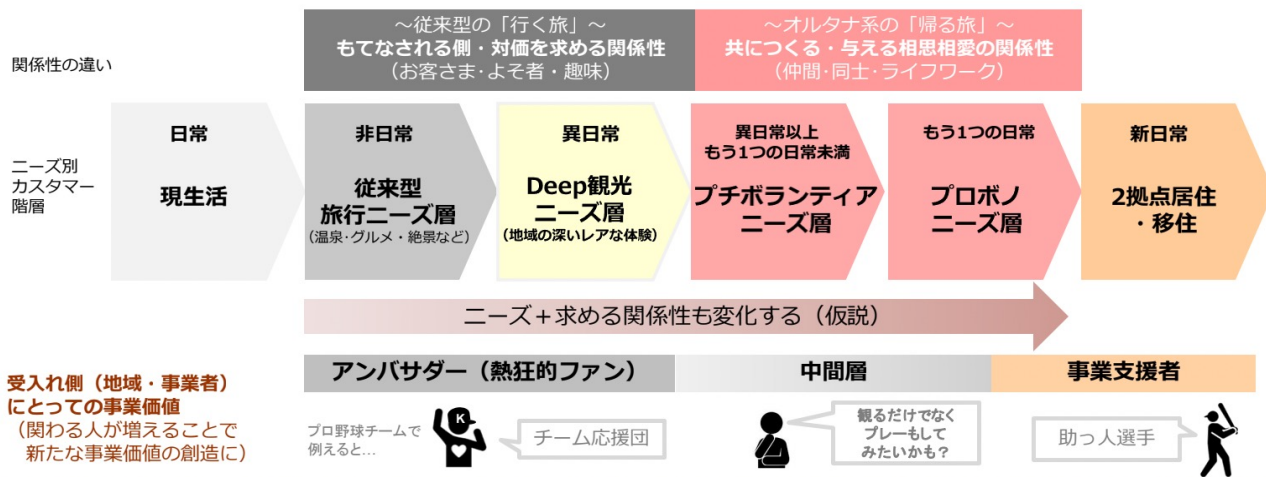 ～従来型の「行く旅」～
もてなされる側・対価を求める関係性
（お客さま・よそ者・趣味）
～オルタナ系の「帰る旅」～
共につくる・与える相思相愛の関係性
（仲間・同士・ライフワーク）
関係性の違い
ニーズ別
カスタマー
階層
日常
現生活
非日常
従来型
旅行ニーズ層
（温泉・グルメ・絶景など）
異日常
Deep観光
ニーズ層
（地域の深いレアな体験）
異日常以上
もう1つの日常未満
プチボランティア
ニーズ層
もう1つの日常
プロボノ
ニーズ層
新日常
2拠点居住
・移住
ニーズ＋求める関係性も変化する（仮説）
受入れ側（地域・事業者）
にとっての事業価値
（関わる人が増えることで
新たな事業価値の創造に）
アンバサダー（熱狂的ファン）
中間層
事業支援者
プロ野球チームで
例えると…
K
チーム応援団
観るだけでなく
プレーもして
みたいかも？
助っ人選手